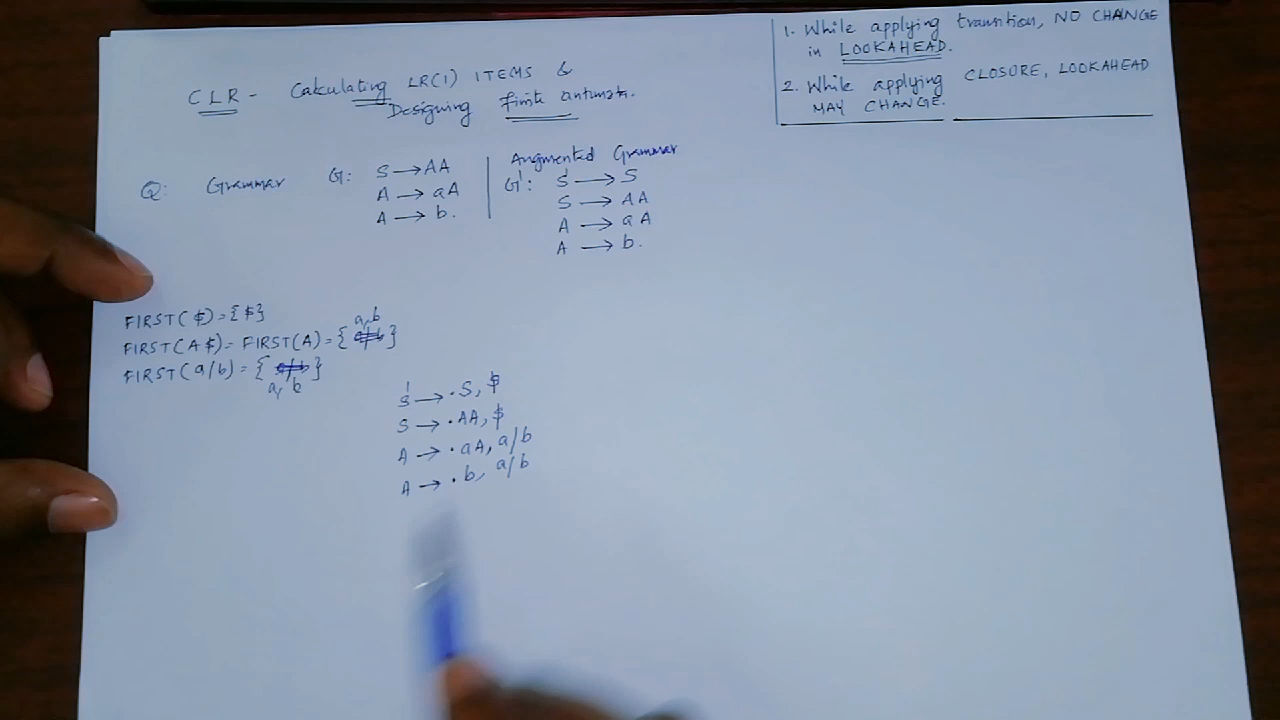 1. While applying transition, NO CHANGE
in LOOKAHEAD.
2. While applying CLOSURE, LOOKAHEAD
MAY CHANGE.
CLR - Calculating LR(1) ITEMS &
Designing finite automata.
Q: Grammar G: S → AA
A → aA
A → b.
Augmented Grammar
G': S' → S
S → AA
A → aA
A → b.
FIRST($) = {$}
FIRST(A$) = FIRST(A) = {a, b}
FIRST(a/b) = {a, b}
S' → ·S, $
S → ·AA, $
A → ·aA, a/b
A → ·b, a/b